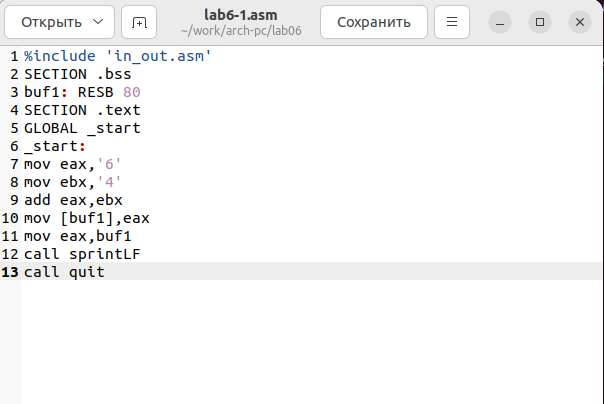 Открыть
lab6-1.asm
~/work/arch-pc/lab06
Сохранить
1 %include 'in_out.asm'
2 SECTION .bss
3 buf1: RESB 80
4 SECTION .text
5 GLOBAL _start
6 _start:
7 mov eax,'6'
8 mov ebx,'4'
9 add eax,ebx
10 mov [buf1],eax
11 mov eax,buf1
12 call sprintLF
13 call quit